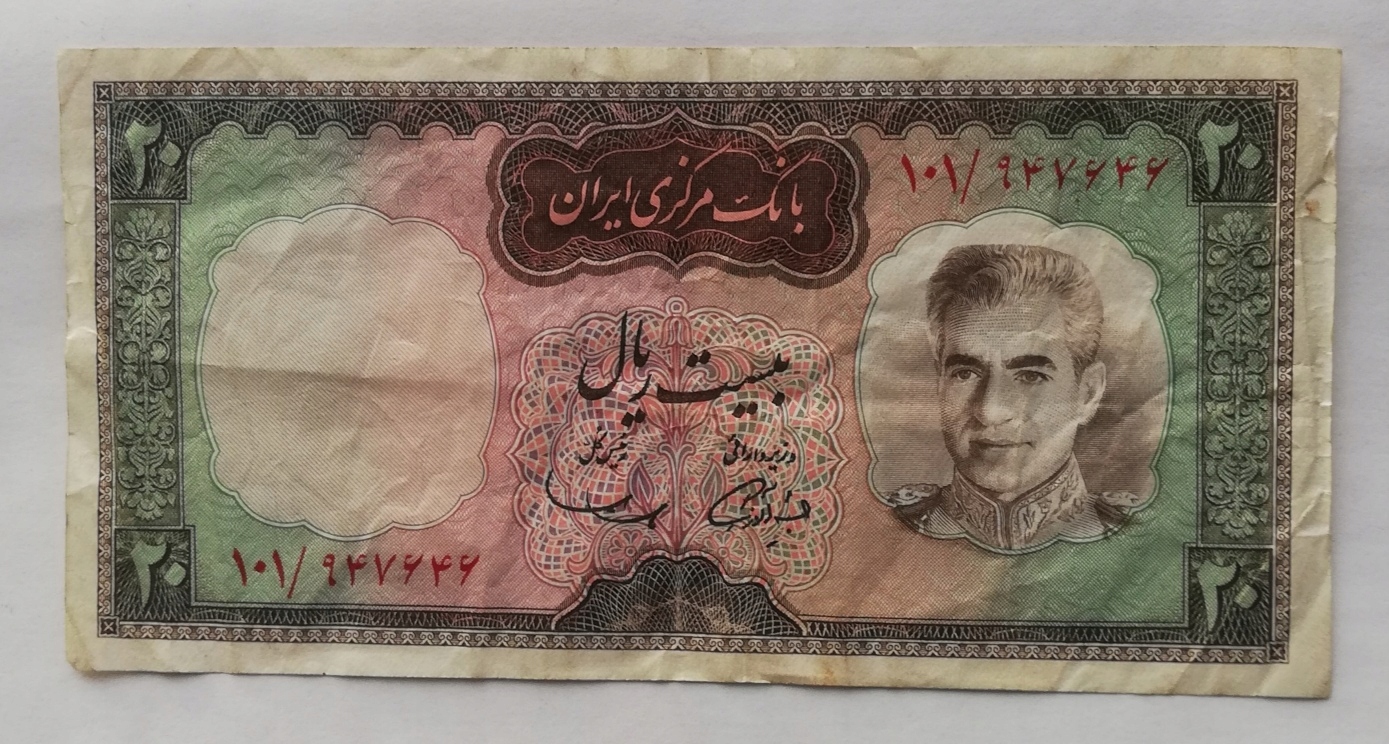 ۲۰
۲۰
بانک مرکزی ایران
۱۰۱/۹۴۷۶۴۶
بیست ریال
وزیر دارائی
رئیس کل
۱۰۱/۹۴۷۶۴۶
۲۰
۲۰